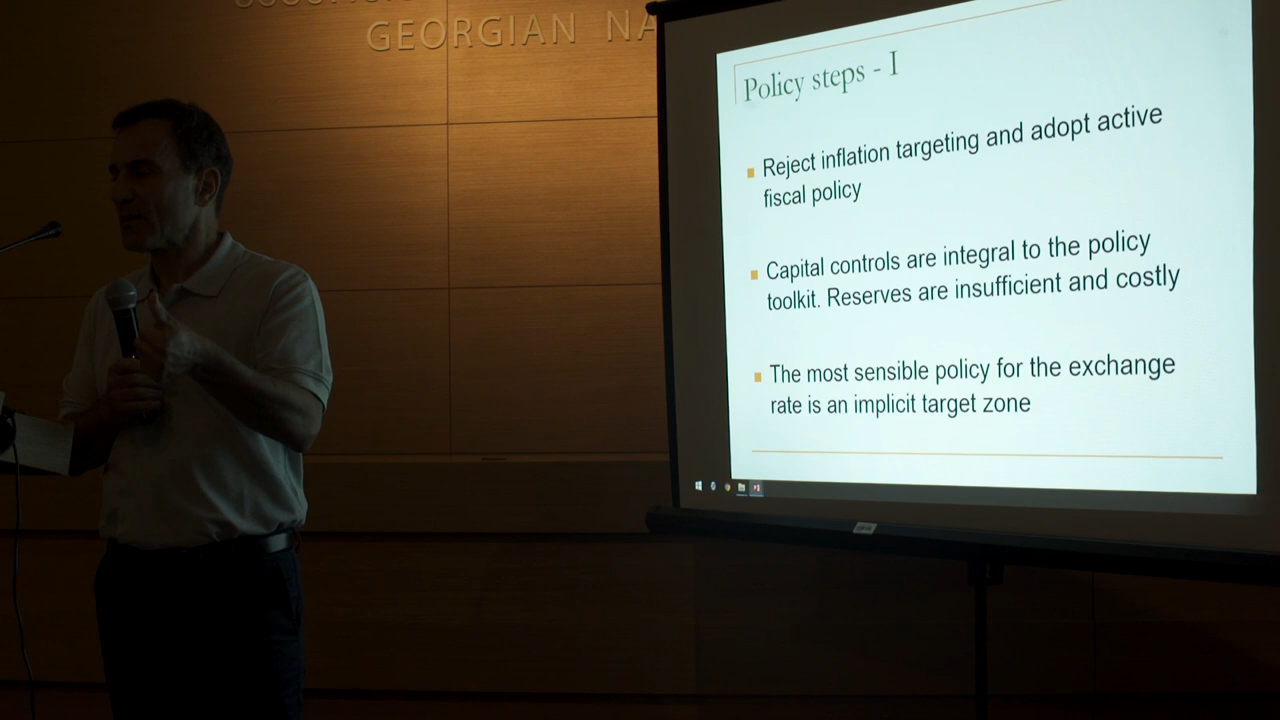 GEORGIAN NA
Policy steps - I
Reject inflation targeting and adopt active
fiscal policy
Capital controls are integral to the policy
toolkit. Reserves are insufficient and costly
The most sensible policy for the exchange
rate is an implicit target zone